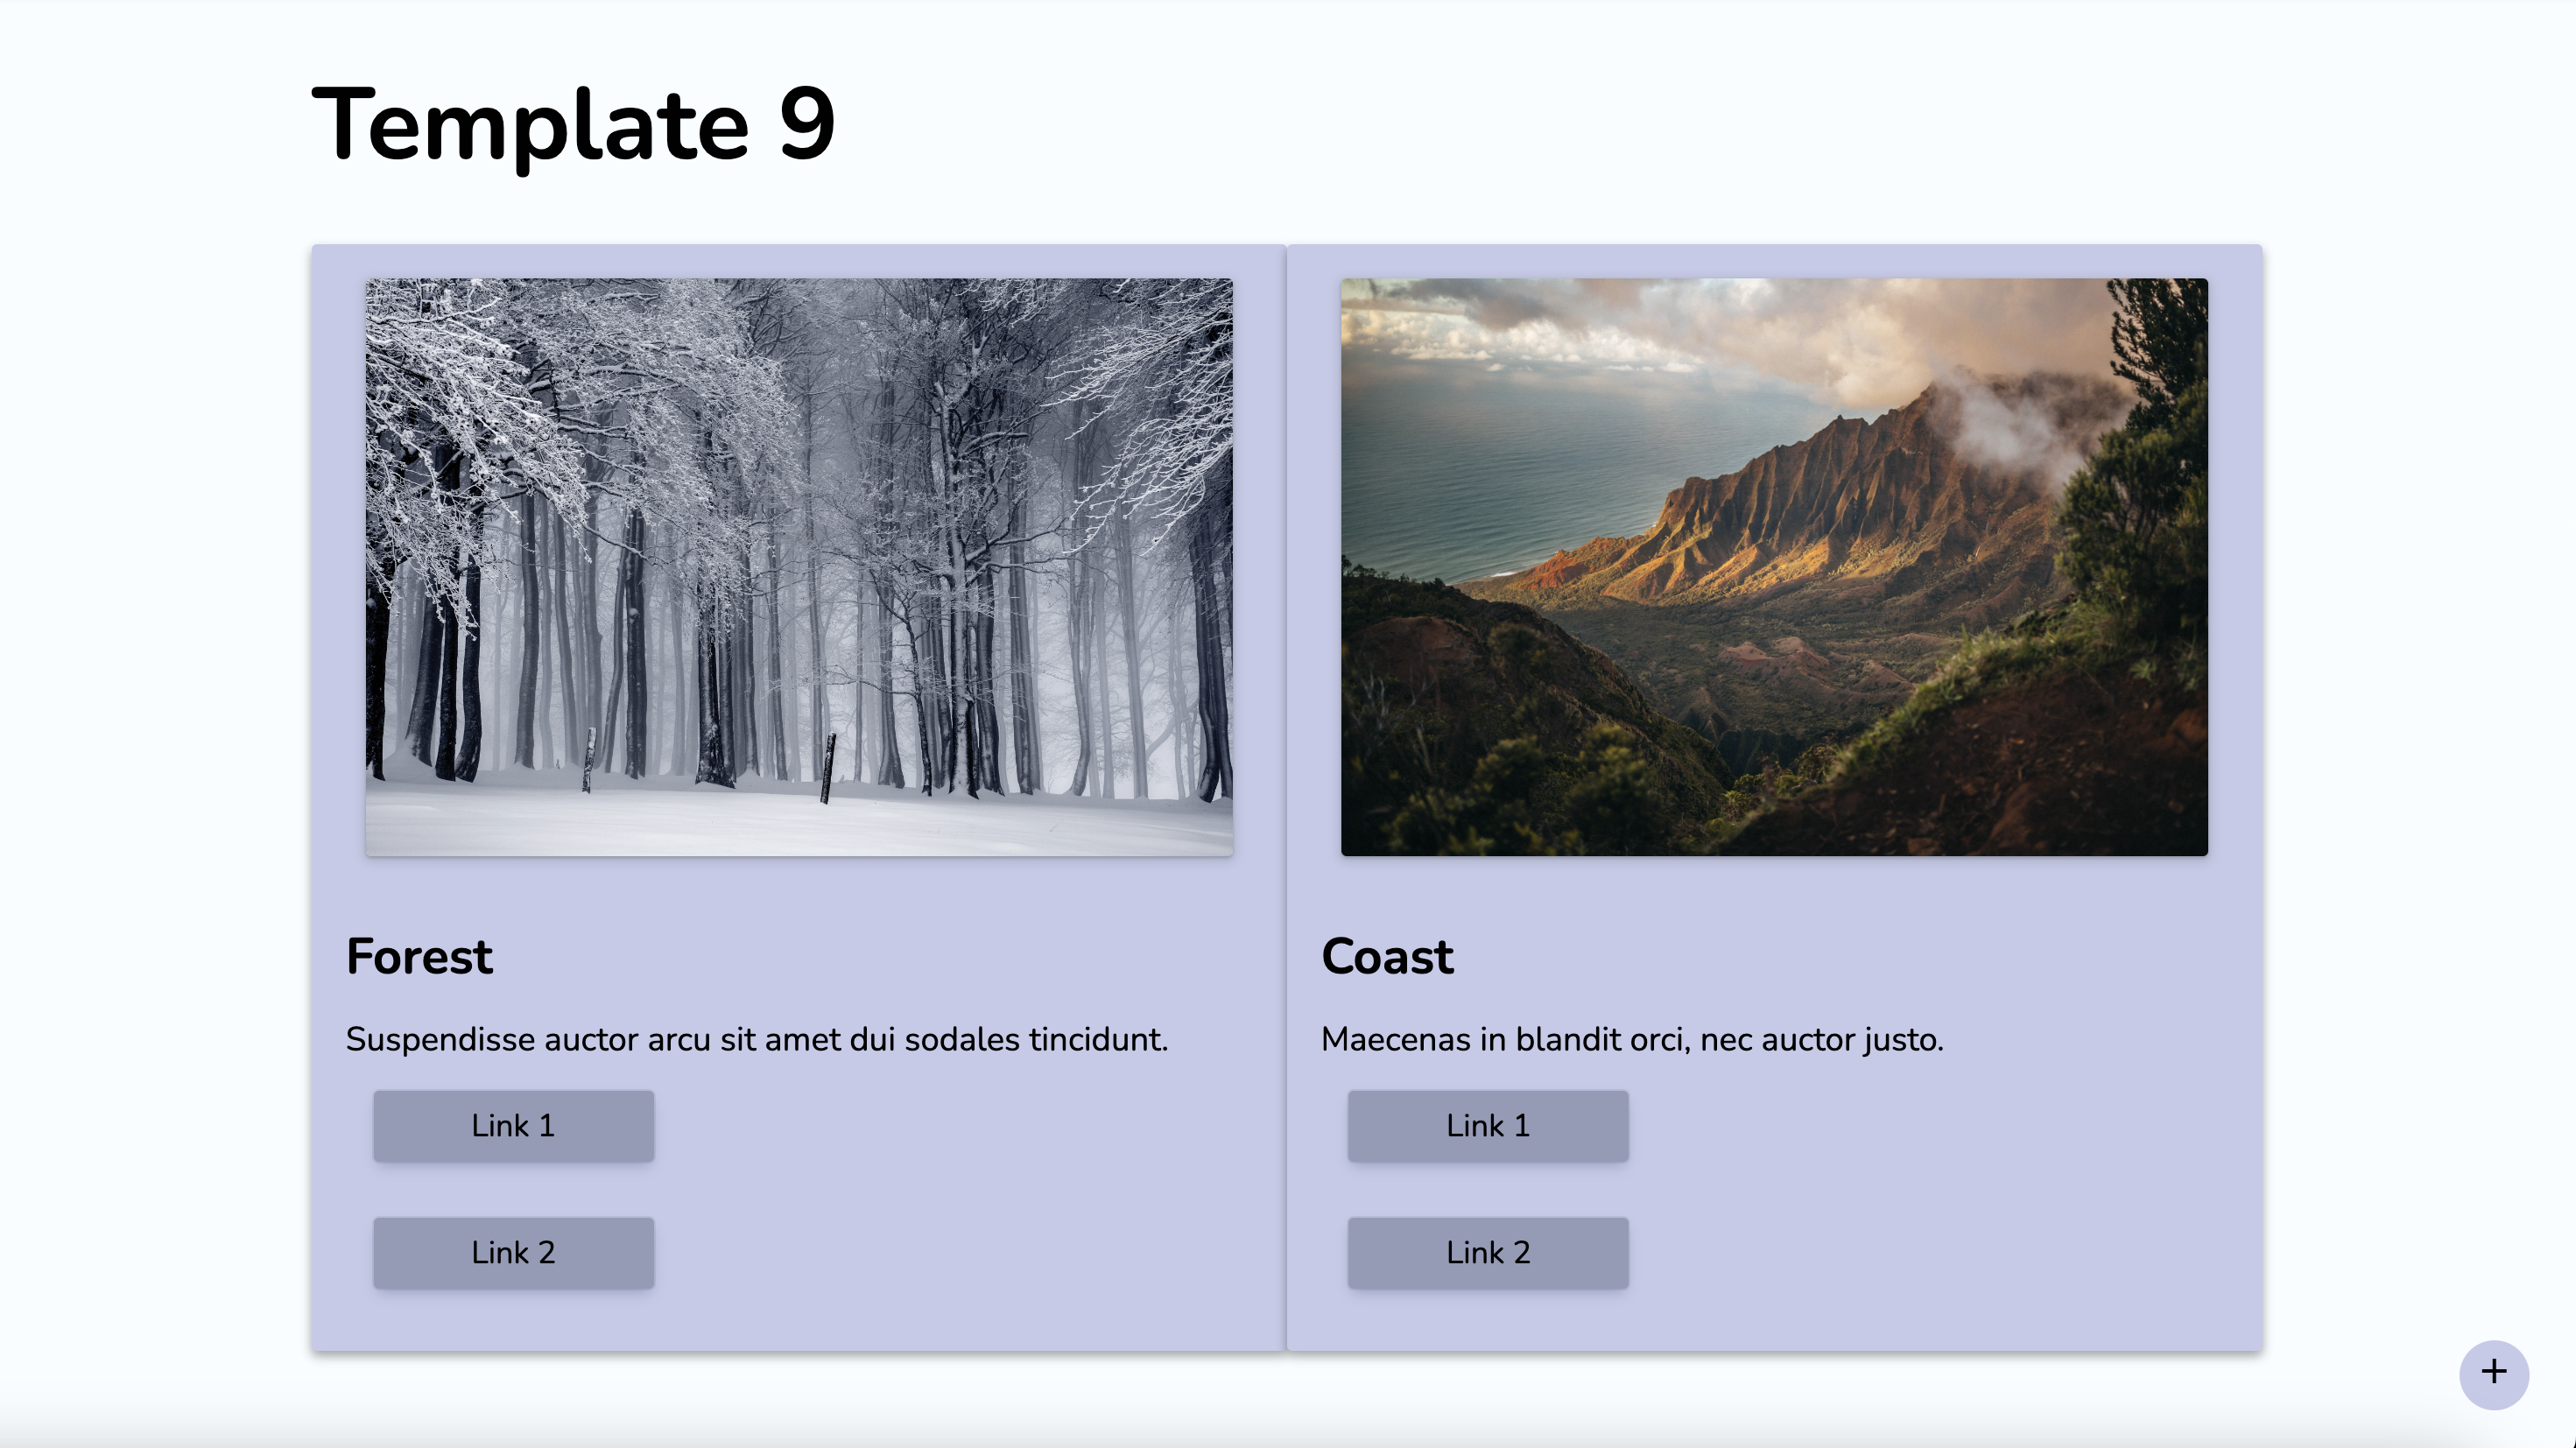 Template 9
Forest
Suspendisse auctor arcu sit amet dui sodales tincidunt.
Link 1
Link 2
Coast
Maecenas in blandit orci, nec auctor justo.
Link 1
Link 2
+